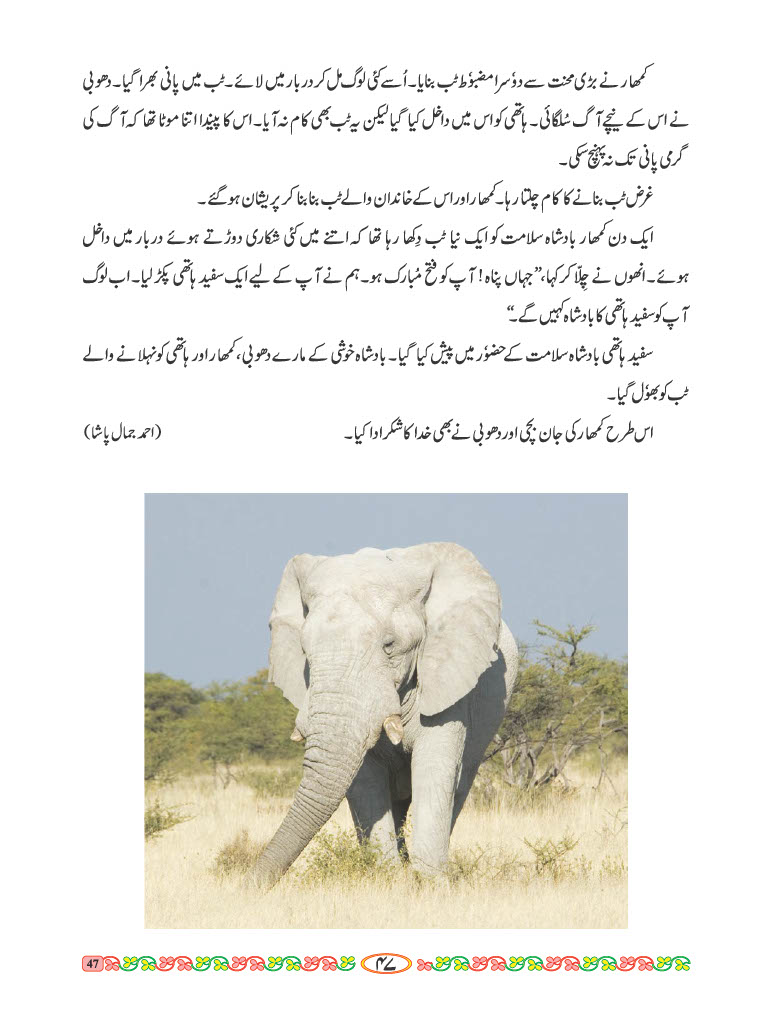 کمھار نے بڑی محنت سے دوٗسرا مضبوٗط ٹب بنایا۔ اُسے کئی لوگ مل کر دربار میں لائے۔ ٹب میں پانی بھرا گیا۔ دھوبی
نے اس کے نیچے آگ سُلگائی۔ ہاتھی کو اس میں داخل کیا گیا لیکن یہ ٹب بھی کام نہ آیا۔ اس کا پیندا اتنا موٹا تھا کہ آگ کی
گرمی پانی تک نہ پہنچ سکی۔
غرض ٹب بنانے کا کام چلتا رہا۔ کمھار اور اس کے خاندان والے ٹب بنا بنا کر پریشان ہو گئے۔
ایک دن کمھار بادشاہ سلامت کو ایک نیا ٹب دِکھا رہا تھا کہ اتنے میں کئی شکاری دوڑتے ہوئے دربار میں داخل
ہوئے۔ انھوں نے چِلّا کر کہا، ”جہاں پناہ! آپ کو فتح مُبارک ہو۔ ہم نے آپ کے لیے ایک سفید ہاتھی پکڑ لیا۔ اب لوگ
آپ کو سفید ہاتھی کا بادشاہ کہیں گے۔“
سفید ہاتھی بادشاہ سلامت کے حضوٗر میں پیش کیا گیا۔ بادشاہ خوشی کے مارے دھوبی، کمھار اور ہاتھی کو نہلانے والے
ٹب کو بھوٗل گیا۔
اس طرح کمھار کی جان بچی اور دھوبی نے بھی خدا کا شکر ادا کیا۔ (احمد جمال پاشا)
۴۷ 47